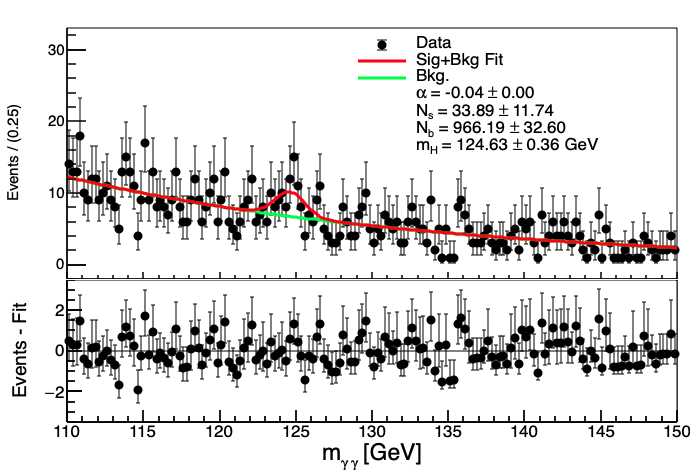 30
20
10
0
Events / (0.25)
Data
Sig+Bkg Fit
Bkg.
α = -0.04 ± 0.00
Ns = 33.89 ± 11.74
Nb = 966.19 ± 32.60
mH = 124.63 ± 0.36 GeV
2
0
−2
Events - Fit
110 115 120 125 130 135 140 145 150
mγγ [GeV]